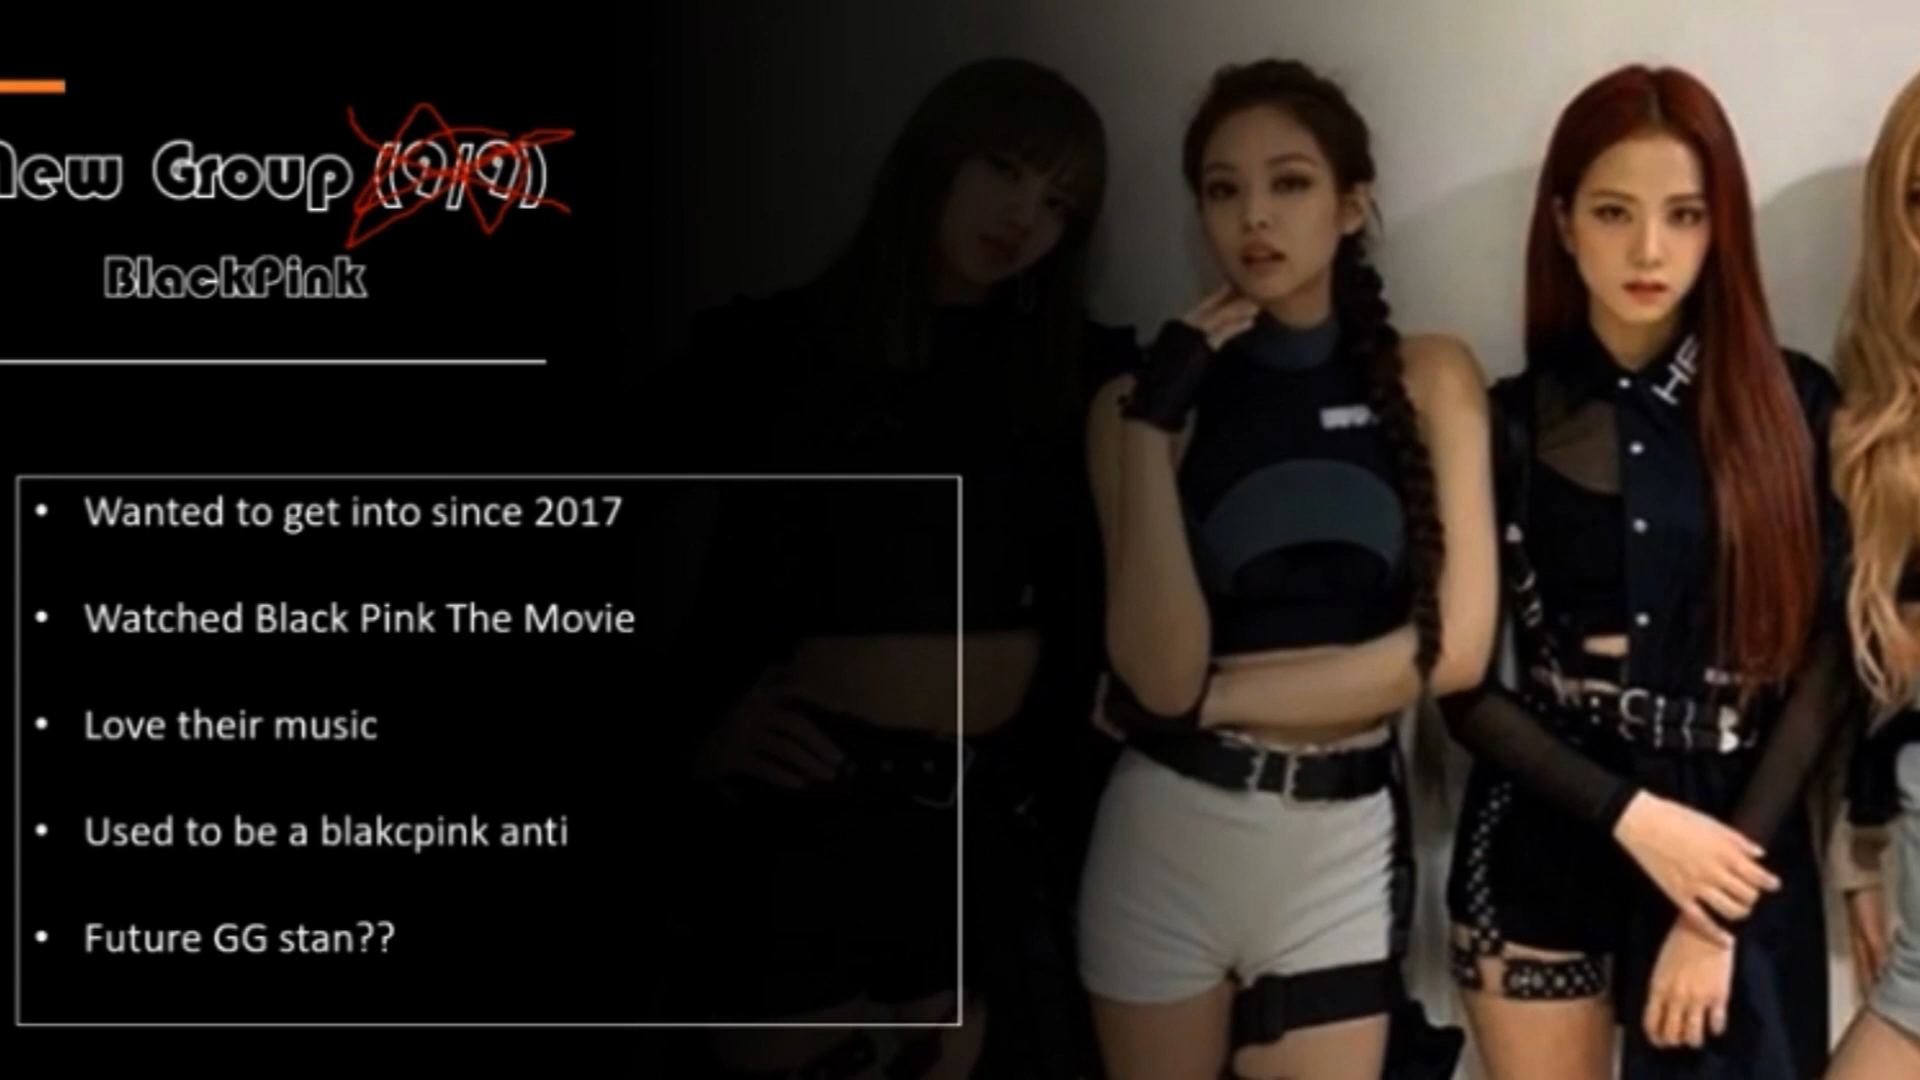 New Group (9/9)
BlackPink
• Wanted to get into since 2017
• Watched Black Pink The Movie
• Love their music
• Used to be a blakcpink anti
• Future GG stan??